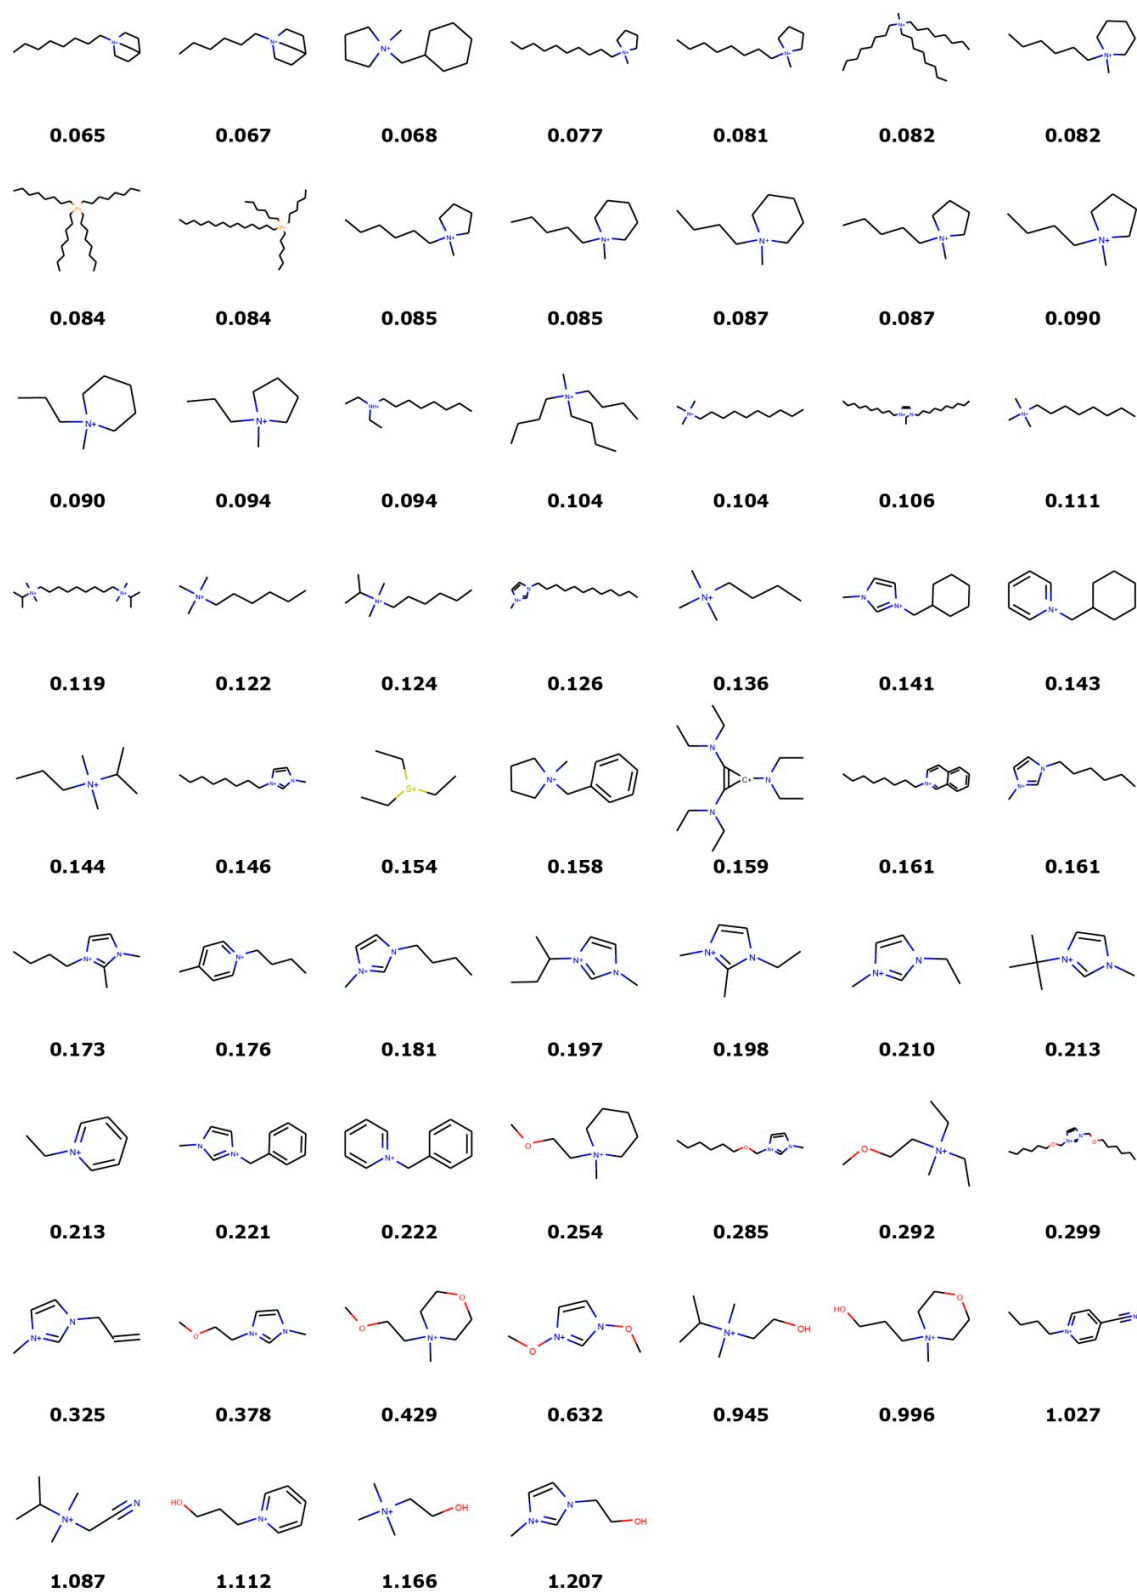 N+ N+ N+ N+ N+ N+ N+
0.065 0.067 0.068 0.077 0.081 0.082 0.082
N+ N+ N+ N+ N+
0.084 0.084 0.085 0.085 0.087 0.087 0.090
N+ N+ NH+ N+ N+ N+ N N+
0.090 0.094 0.094 0.104 0.104 0.106 0.111
N+ N+ N+ N+ N N+ N+ N N+ N+
0.119 0.122 0.124 0.126 0.136 0.141 0.143
N+ N+ N S+ N+ N C+ N N N+ N N+
0.144 0.146 0.154 0.158 0.159 0.161 0.161
N+ N N+ N N+ N+ N N+ N N N+ N+ N
0.173 0.176 0.181 0.197 0.198 0.210 0.213
N+ N N+ N+ O N+ O N+ N O N+ O N+ N O
0.213 0.221 0.222 0.254 0.285 0.292 0.299
N N+ O N+ N O O N+ N+ N O O N+ OH HO O N+ N+ N
0.325 0.378 0.429 0.632 0.945 0.996 1.027
N N+ HO N+ N+ OH N N+ OH
1.087 1.112 1.166 1.207